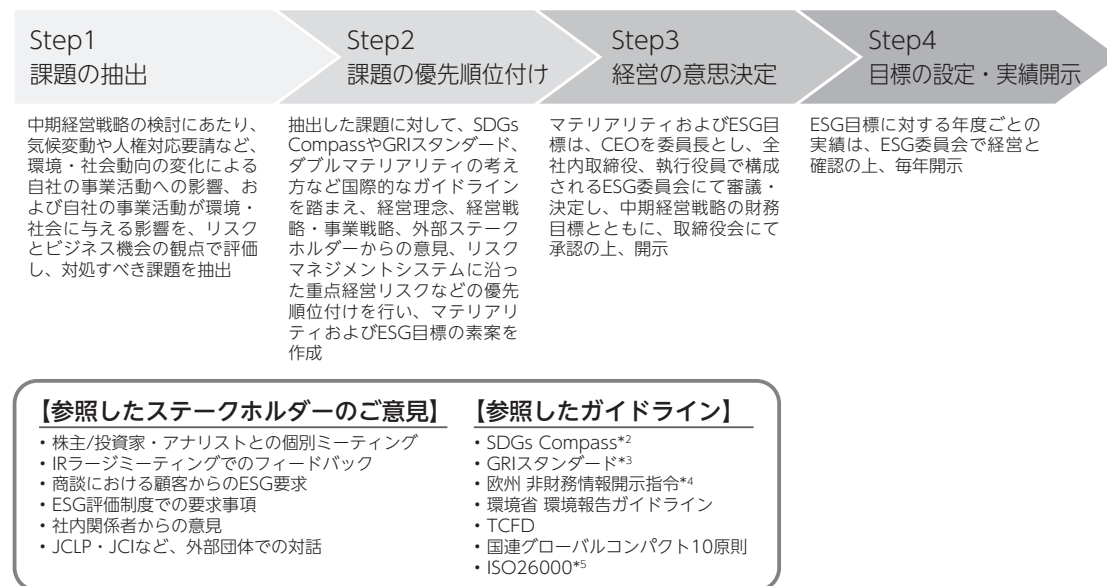 Step1
課題の抽出
Step2
課題の優先順位付け
Step3
経営の意思決定
Step4
目標の設定・実績開示
中期経営戦略の検討にあたり、
気候変動や人権対応要請など、
環境・社会動向の変化による
自社の事業活動への影響、お
よび自社の事業活動が環境・
社会に与える影響を、リスク
とビジネス機会の観点で評価
し、対処すべき課題を抽出
抽出した課題に対して、SDGs
CompassやGRIスタンダード、
ダブルマテリアリティの考え
方など国際的なガイドライン
を踏まえ、経営理念、経営戦
略・事業戦略、外部ステーク
ホルダーからの意見、リスク
マネジメントシステムに沿っ
た重点経営リスクなどの優先
順位付けを行い、マテリアリ
ティおよびESG目標の素案を
作成
マテリアリティおよびESG目
標は、CEOを委員長とし、全
社内取締役、執行役員で構成
されるESG委員会にて審議・
決定し、中期経営戦略の財務
目標とともに、取締役会にて
承認の上、開示
ESG目標に対する年度ごとの
実績は、ESG委員会で経営と
確認の上、毎年開示
【参照したステークホルダーのご意見】
・株主/投資家・アナリストとの個別ミーティング
・IRラージミーティングでのフィードバック
・商談における顧客からのESG要求
・ESG評価制度での要求事項
・社内関係者からの意見
・JCLP・JCIなど、外部団体での対話
【参照したガイドライン】
・SDGs Compass*2
・GRIスタンダード*3
・欧州 非財務情報開示指令*4
・環境省 環境報告ガイドライン
・TCFD
・国連グローバルコンパクト10原則
・ISO26000*5